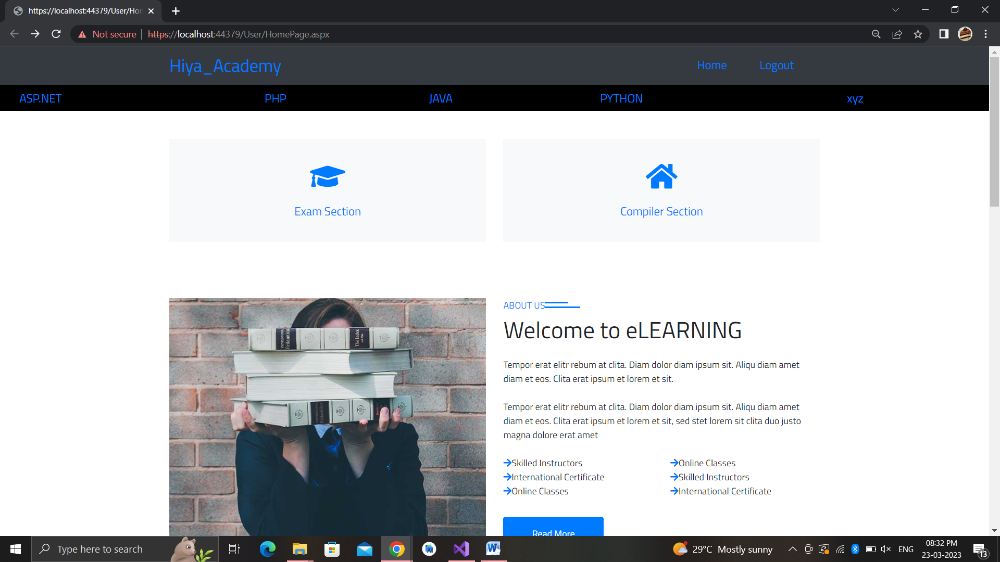 https://localhost:44379/User/Hor
Not secure | https://localhost:44379/User/HomePage.aspx
Hiya_Academy Home Logout
ASP.NET PHP JAVA PYTHON xyz
Exam Section Compiler Section
ABOUT US
Welcome to eLEARNING
Tempor erat elitr rebum at clita. Diam dolor diam ipsum sit. Aliqu diam amet
diam et eos. Clita erat ipsum et lorem et sit.
Tempor erat elitr rebum at clita. Diam dolor diam ipsum sit. Aliqu diam amet
diam et eos. Clita erat ipsum et lorem et sit, sed stet lorem sit clita duo justo
magna dolore erat amet
Skilled Instructors Online Classes
International Certificate Skilled Instructors
Online Classes International Certificate
Read More
The Index
Britannica
Type here to search
29°C Mostly sunny
ENG
08:32 PM
23-03-2023
13